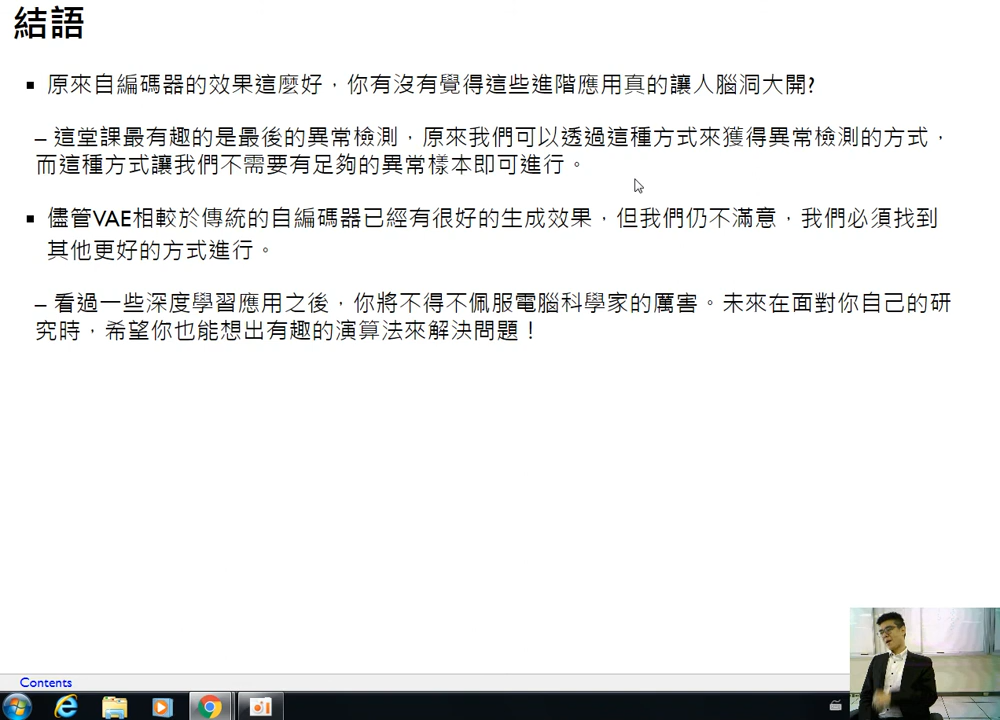 結語
▪ 原來自編碼器的效果這麼好，你有沒有覺得這些進階應用真的讓人腦洞大開?
– 這堂課最有趣的是最後的異常檢測，原來我們可以透過這種方式來獲得異常檢測的方式，
而這種方式讓我們不需要有足夠的異常樣本即可進行。
▪ 儘管VAE相較於傳統的自編碼器已經有很好的生成效果，但我們仍不滿意，我們必須找到
其他更好的方式進行。
– 看過一些深度學習應用之後，你將不得不佩服電腦科學家的厲害。未來在面對你自己的研
究時，希望你也能想出有趣的演算法來解決問題！
Contents